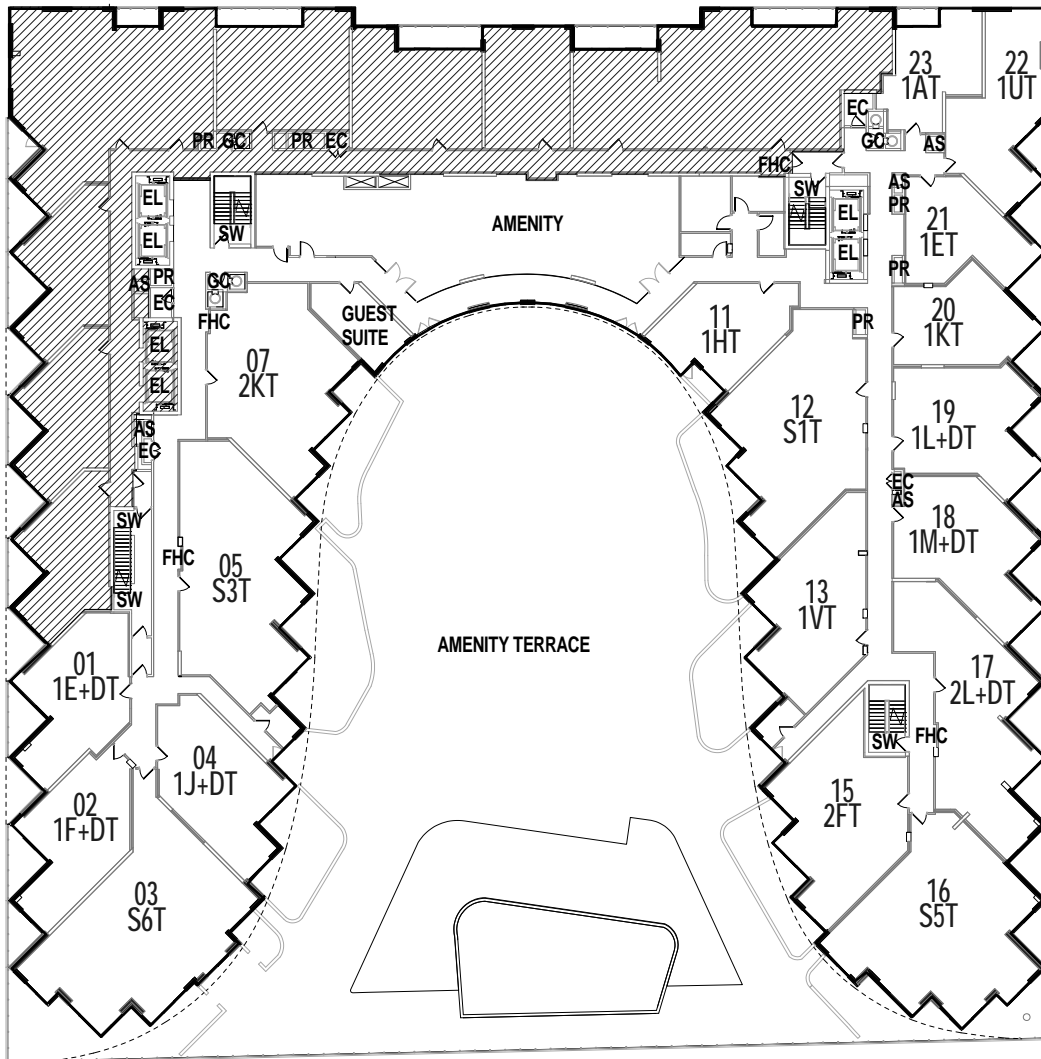 23
1AT
22
1UT
EC
PR
GC
PR
EC
GC
AS
FHC
EL
SW
AMENITY
SW
EL
AS
PR
21
1ET
EL
EL
PR
AS
PR
EC
GC
FHC
GUEST
SUITE
11
1HT
PR
20
1KT
EL
EL
07
2KT
12
S1T
19
1L+DT
AS
EC
EC
AS
18
1M+DT
SW
FHC
SW
05
S3T
13
1VT
AMENITY TERRACE
01
1E+DT
17
2L+DT
04
1J+DT
SW
FHC
02
1F+DT
15
2FT
03
S6T
16
S5T